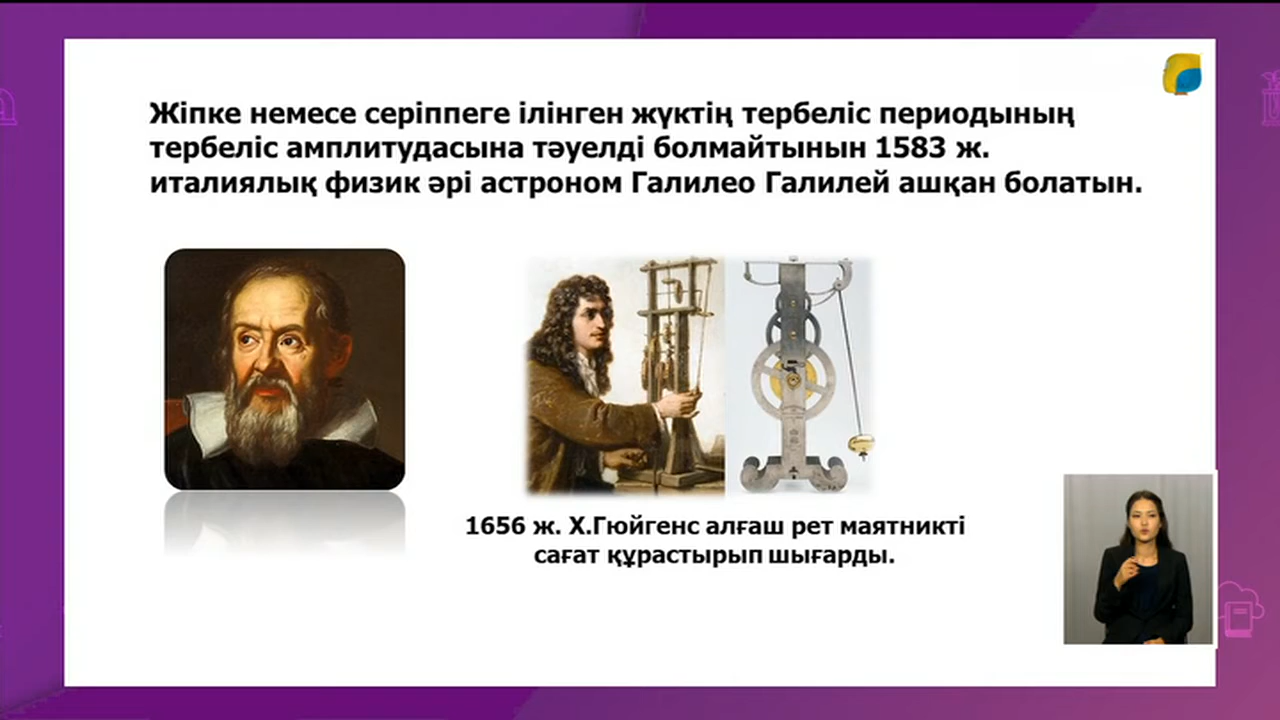 Жіпке немесе серіппеге ілінген жүктің тербеліс периодының
тербеліс амплитудасына тәуелді болмайтынын 1583 ж.
италиялық физик әрі астроном Галилео Галилей ашқан болатын.
1656 ж. Х.Гюйгенс алғаш рет маятникті
сағат құрастырып шығарды.